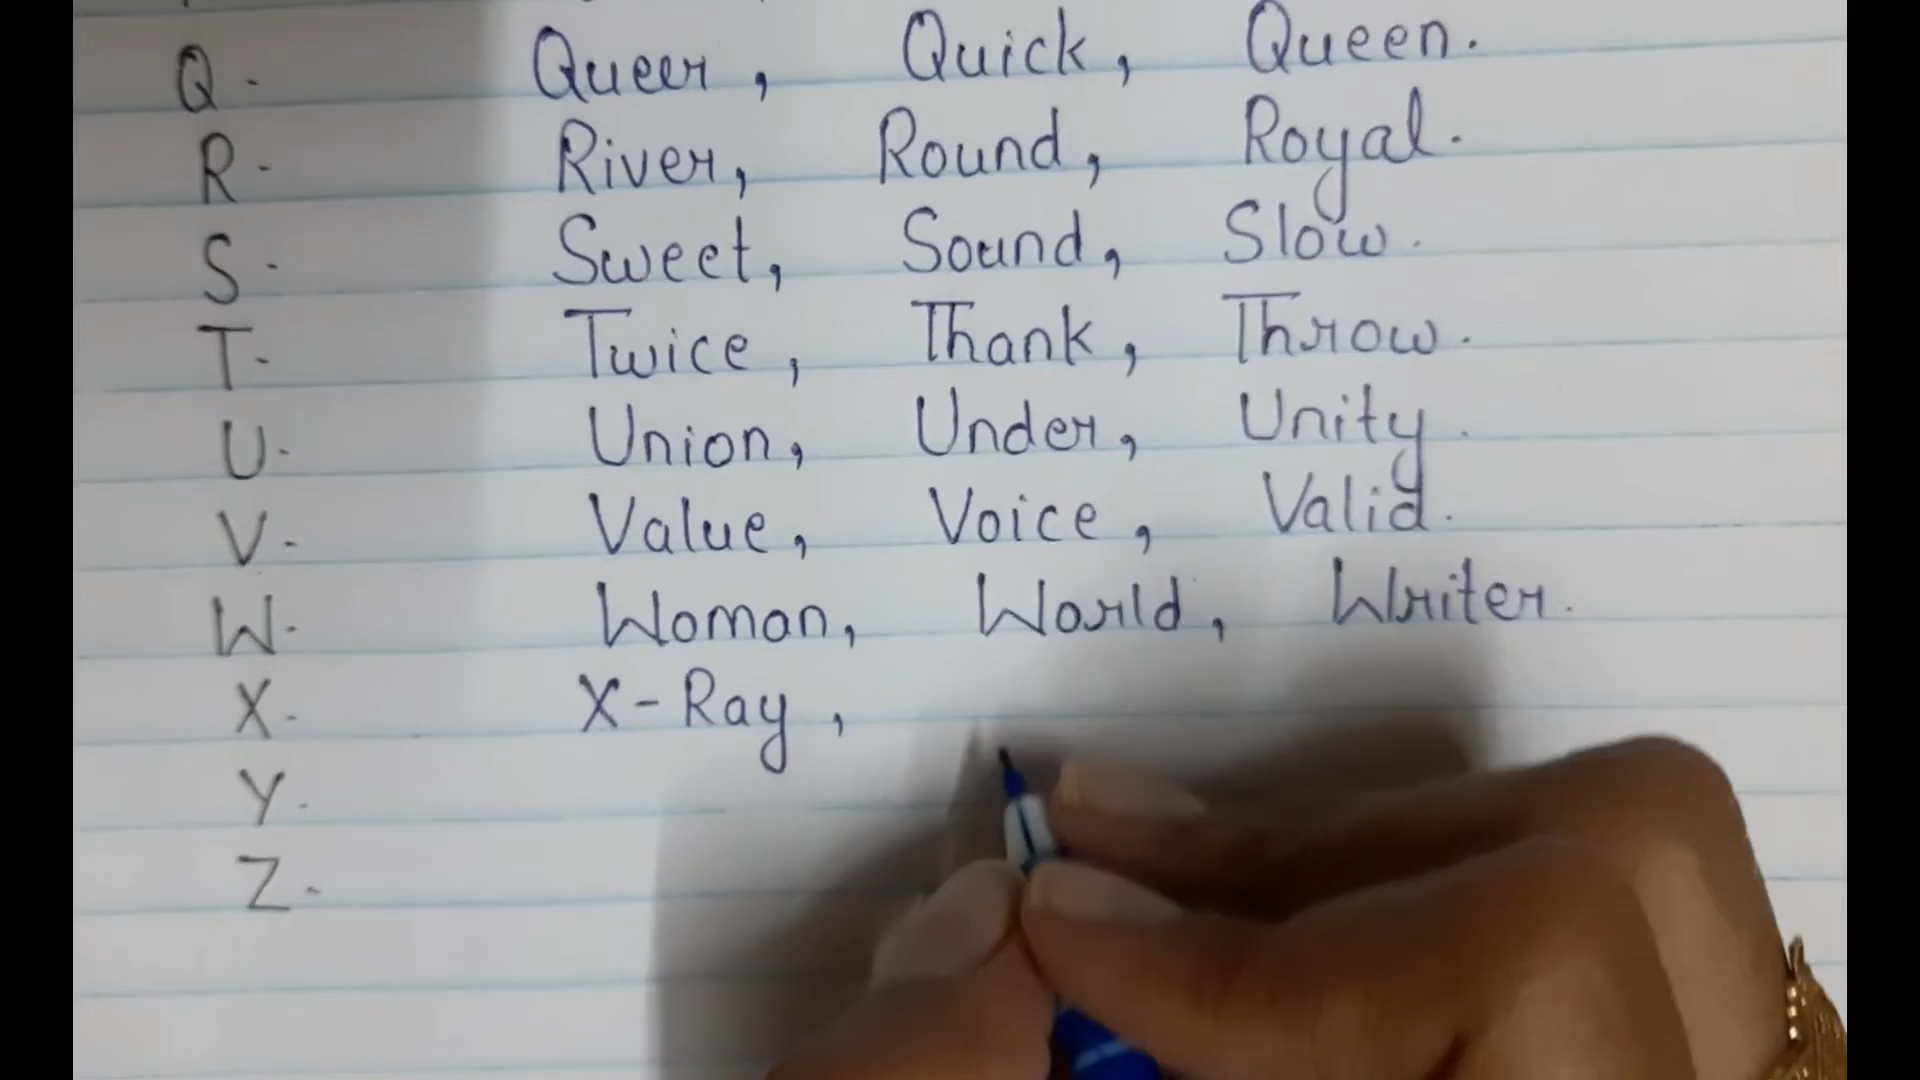 Q- Queer, Quick, Queen.
R- River, Round, Royal.
S- Sweet, Sound, Slow.
T- Twice, Thank, Throw.
U- Union, Under, Unity.
V- Value, Voice, Valid.
W- Woman, World, Writer.
X- X-Ray,
Y-
Z-